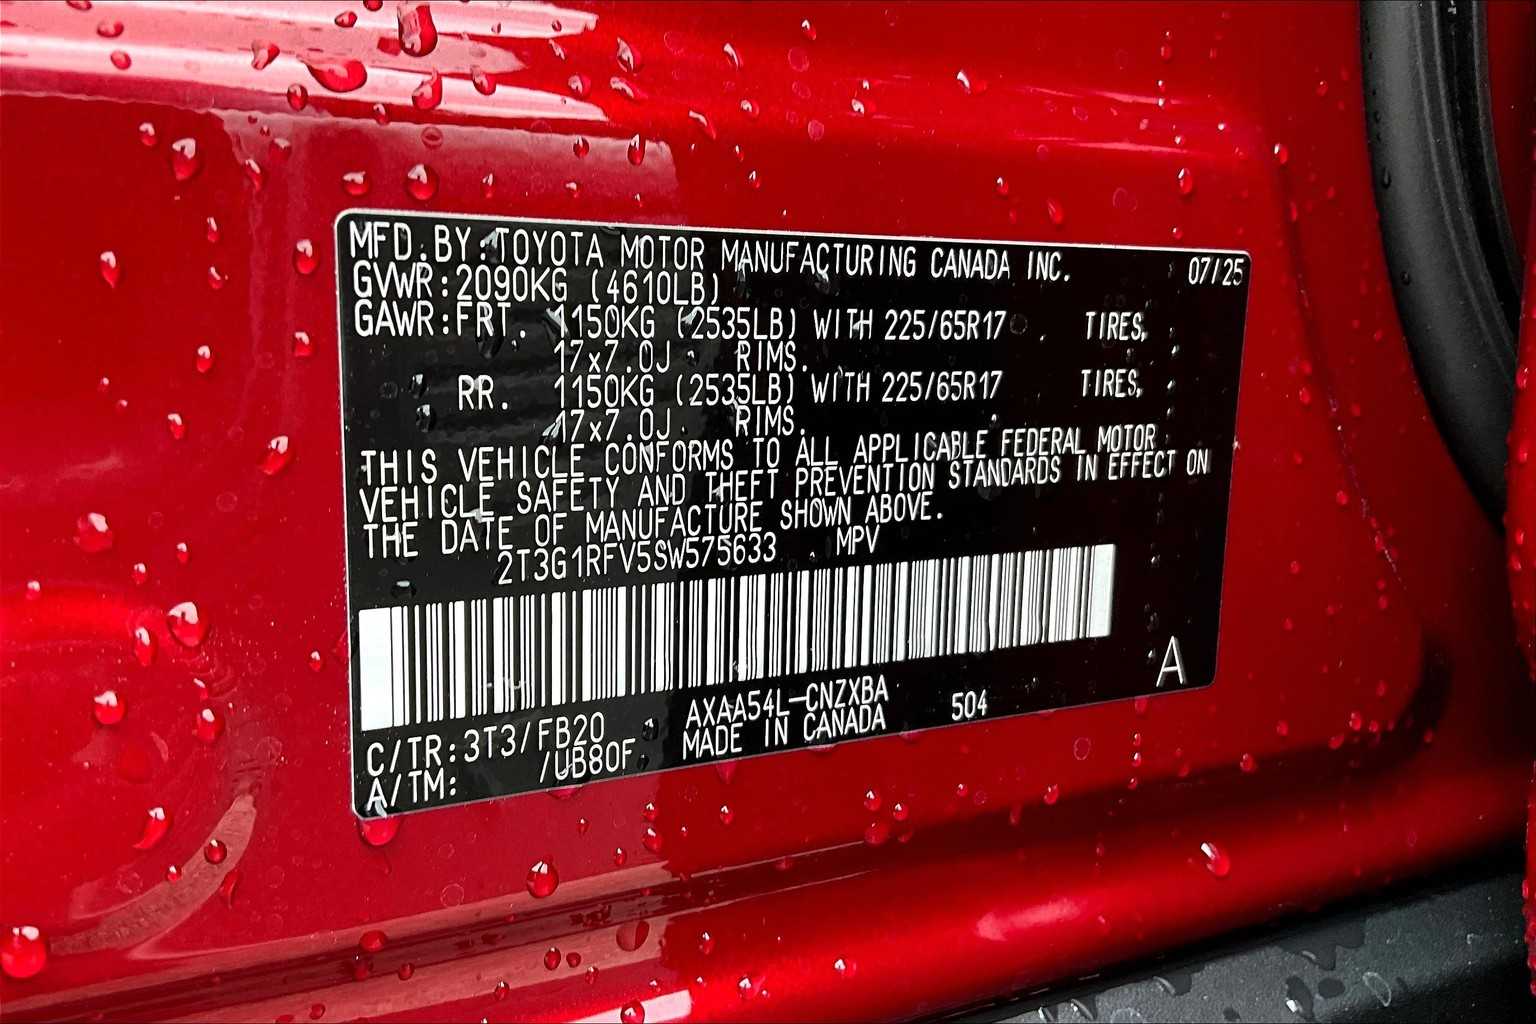 MFD.BY:TOYOTA MOTOR MANUFACTURING CANADA INC. 07/25
GVWR:2090KG (4610LB)
GAWR:FRT. 1150KG (2535LB) WITH 225/65R17 TIRES,
17x7.0J RIMS.
RR. 1150KG (2535LB) WITH 225/65R17 TIRES,
17x7.0J RIMS.
THIS VEHICLE CONFORMS TO ALL APPLICABLE FEDERAL MOTOR
VEHICLE SAFETY AND THEFT PREVENTION STANDARDS IN EFFECT ON
THE DATE OF MANUFACTURE SHOWN ABOVE.
2T3G1RFV5SW575633 MPV
A
C/TR:3T3/FB20 AXAA54L-CNZXBA 504
A/TM: /UB80F MADE IN CANADA